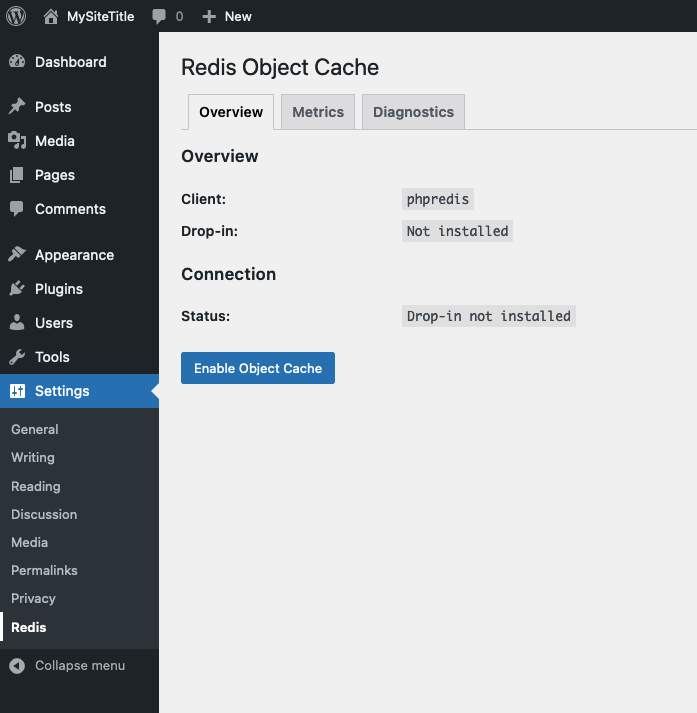 MySiteTitle 0 New
Dashboard
Posts
Media
Pages
Comments
Appearance
Plugins
Users
Tools
Settings
General
Writing
Reading
Discussion
Media
Permalinks
Privacy
Redis
Collapse menu
Redis Object Cache
Overview Metrics Diagnostics
Overview
Client: phpredis
Drop-in: Not installed
Connection
Status: Drop-in not installed
Enable Object Cache